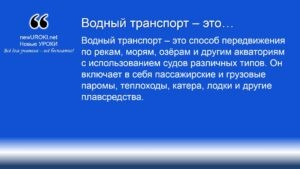 newUROKI.net
Новые УРОКИ
Всё для учителя – всё бесплатно!
Водный транспорт – это…
Водный транспорт – это способ передвижения
по рекам, морям, озёрам и другим акваториям
с использованием судов различных типов. Он
включает в себя пассажирские и грузовые
паромы, теплоходы, катера, лодки и другие
плавсредства.